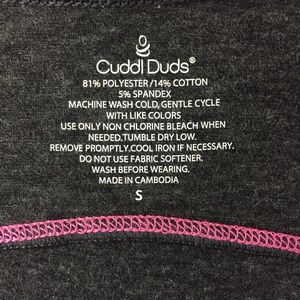 Cuddl Duds®
81% POLYESTER /14% COTTON
5% SPANDEX
MACHINE WASH COLD, GENTLE CYCLE
WITH LIKE COLORS
USE ONLY NON CHLORINE BLEACH WHEN
NEEDED.TUMBLE DRY LOW.
REMOVE PROMPTLY.COOL IRON IF NECESSARY.
DO NOT USE FABRIC SOFTENER.
WASH BEFORE WEARING.
MADE IN CAMBODIA
S